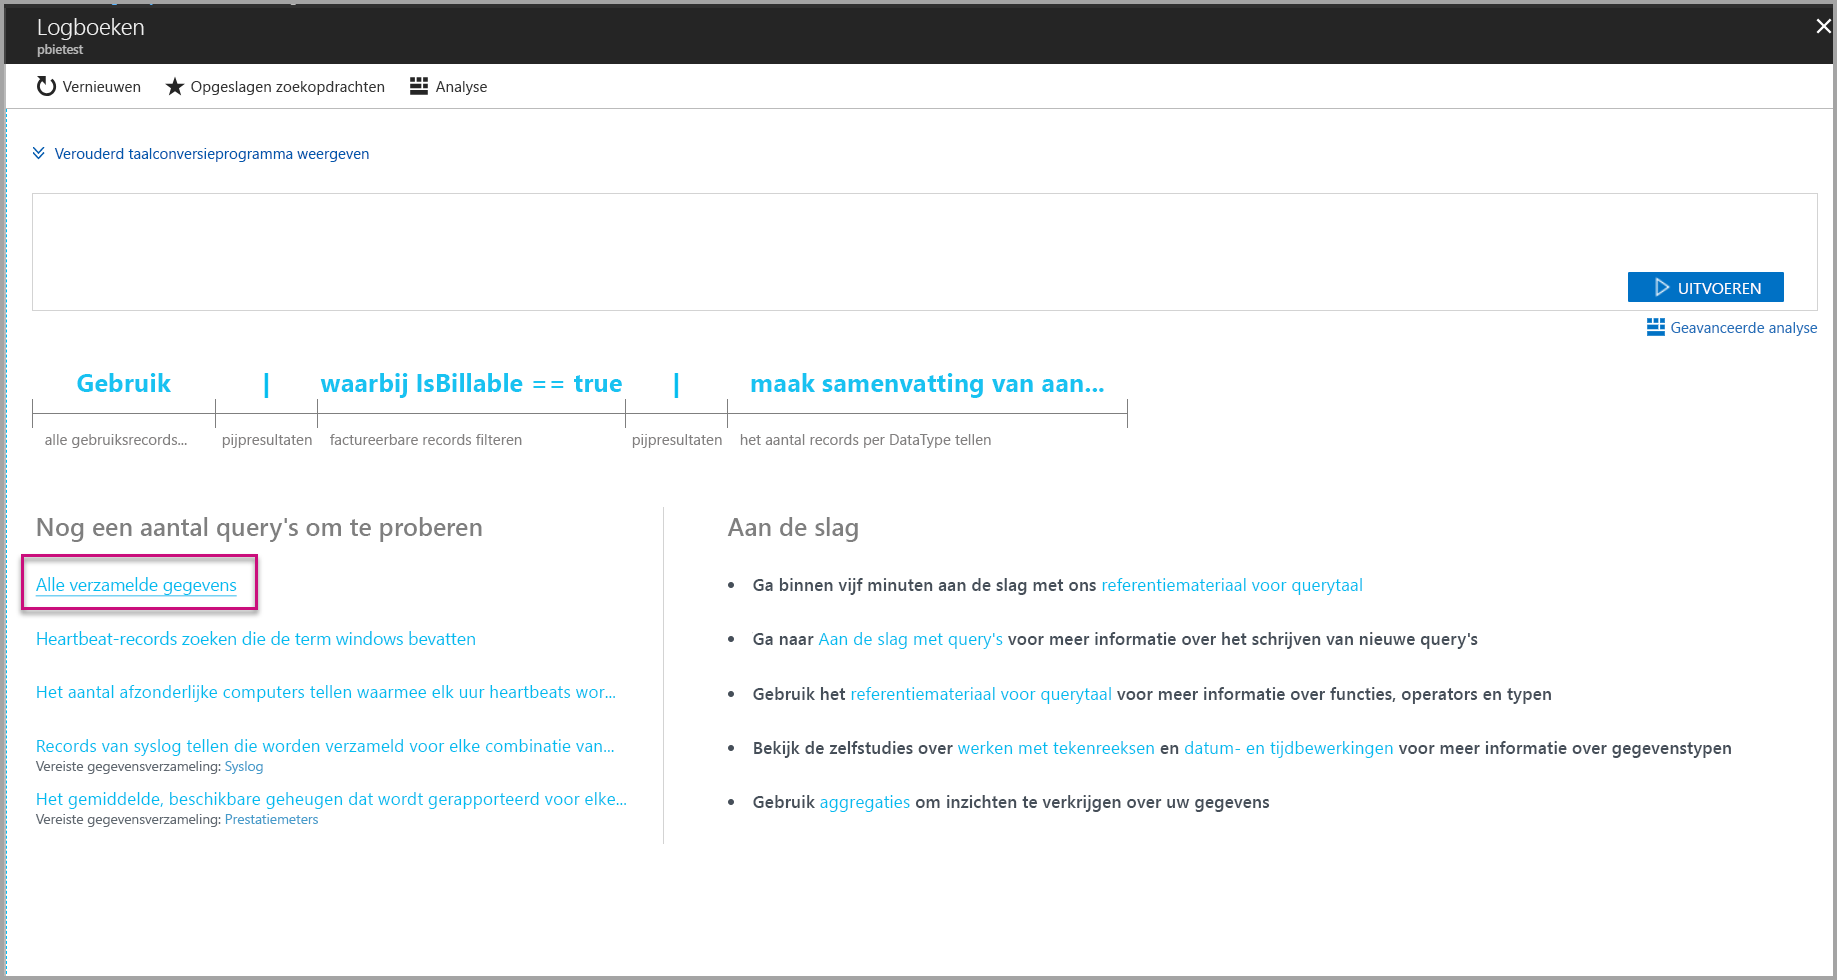 Logboeken
pbietest
Vernieuwen Opgeslagen zoekopdrachten Analyse
Verouderd taalconversieprogramma weergeven
UITVOEREN
Geavanceerde analyse
Gebruik | waarbij IsBillable == true | maak samenvatting van aan...
alle gebruiksrecords... pijpresultaten factureerbare records filteren pijpresultaten het aantal records per DataType tellen
Nog een aantal query's om te proberen
Alle verzamelde gegevens
Heartbeat-records zoeken die de term windows bevatten
Het aantal afzonderlijke computers tellen waarmee elk uur heartbeats wor...
Records van syslog tellen die worden verzameld voor elke combinatie van...
Vereiste gegevensverzameling: Syslog
Het gemiddelde, beschikbare geheugen dat wordt gerapporteerd voor elke...
Vereiste gegevensverzameling: Prestatiemeters
Aan de slag
• Ga binnen vijf minuten aan de slag met ons referentiemateriaal voor querytaal
• Ga naar Aan de slag met query's voor meer informatie over het schrijven van nieuwe query's
• Gebruik het referentiemateriaal voor querytaal voor meer informatie over functies, operators en typen
• Bekijk de zelfstudies over werken met tekenreeksen en datum- en tijdbewerkingen voor meer informatie over gegevenstypen
• Gebruik aggregaties om inzichten te verkrijgen over uw gegevens